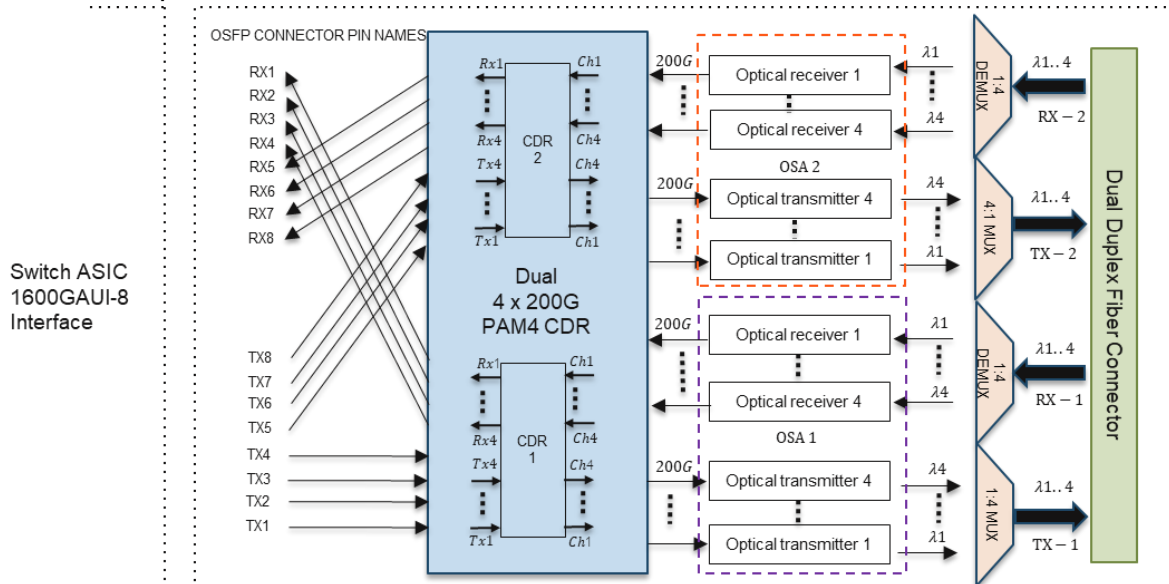 OSFP CONNECTOR PIN NAMES
RX1
RX2
RX3
RX4
RX5
RX6
RX7
RX8
Switch ASIC
1600GAUI-8
Interface
TX8
TX7
TX6
TX5
TX4
TX3
TX2
TX1
Rx1
Ch1
Rx4
Ch4
CDR
2
Tx4
Ch4
Tx1
Ch1
Dual
4 x 200G
PAM4 CDR
Rx1
Ch1
Rx4
Ch4
CDR
1
Tx4
Ch4
Tx1
Ch1
200G
Optical receiver 1
λ1
Optical receiver 4
λ4
OSA 2
200G
Optical transmitter 4
λ4
Optical transmitter 1
λ1
200G
Optical receiver 1
λ1
Optical receiver 4
λ4
OSA 1
200G
Optical transmitter 4
λ4
Optical transmitter 1
λ1
1:4
DEMUX
λ1..4
RX − 2
4:1 MUX
λ1..4
TX − 2
1:4
DEMUX
λ1..4
RX − 1
1:4 MUX
λ1..4
TX − 1
Dual Duplex Fiber Connector